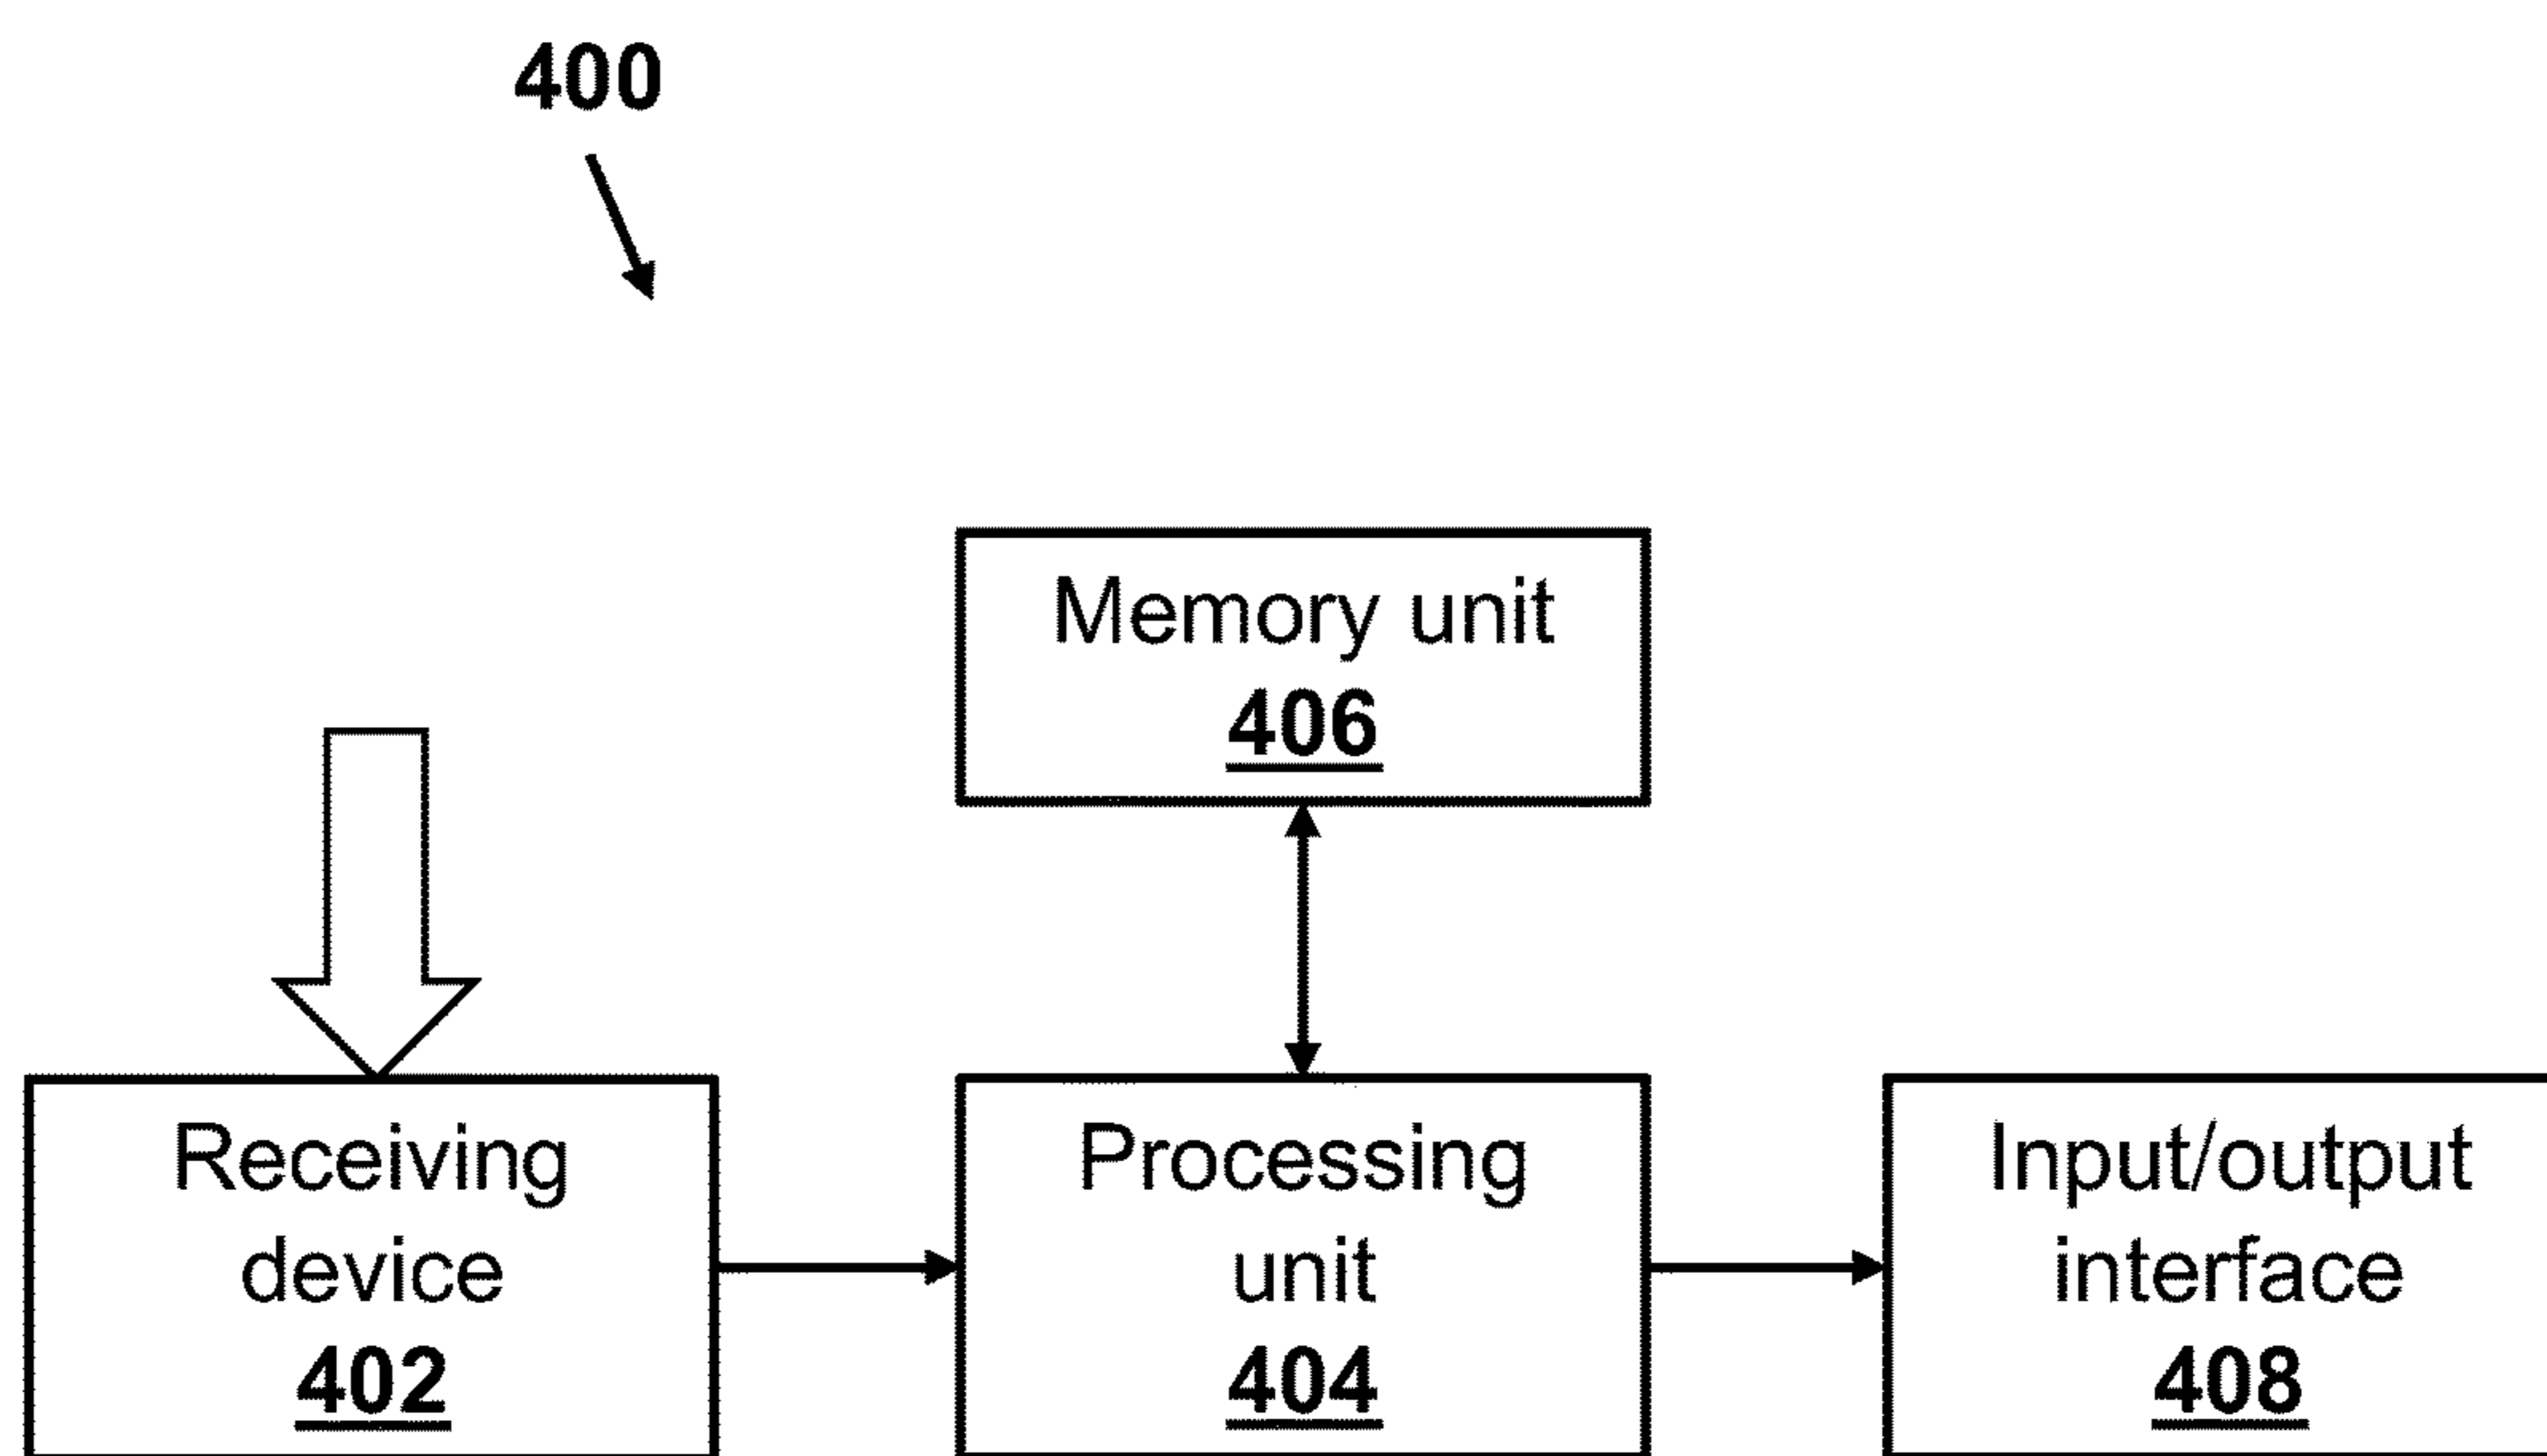 400
Memory unit
406
Receiving
device
402
Processing
unit
404
Input/output
interface
408